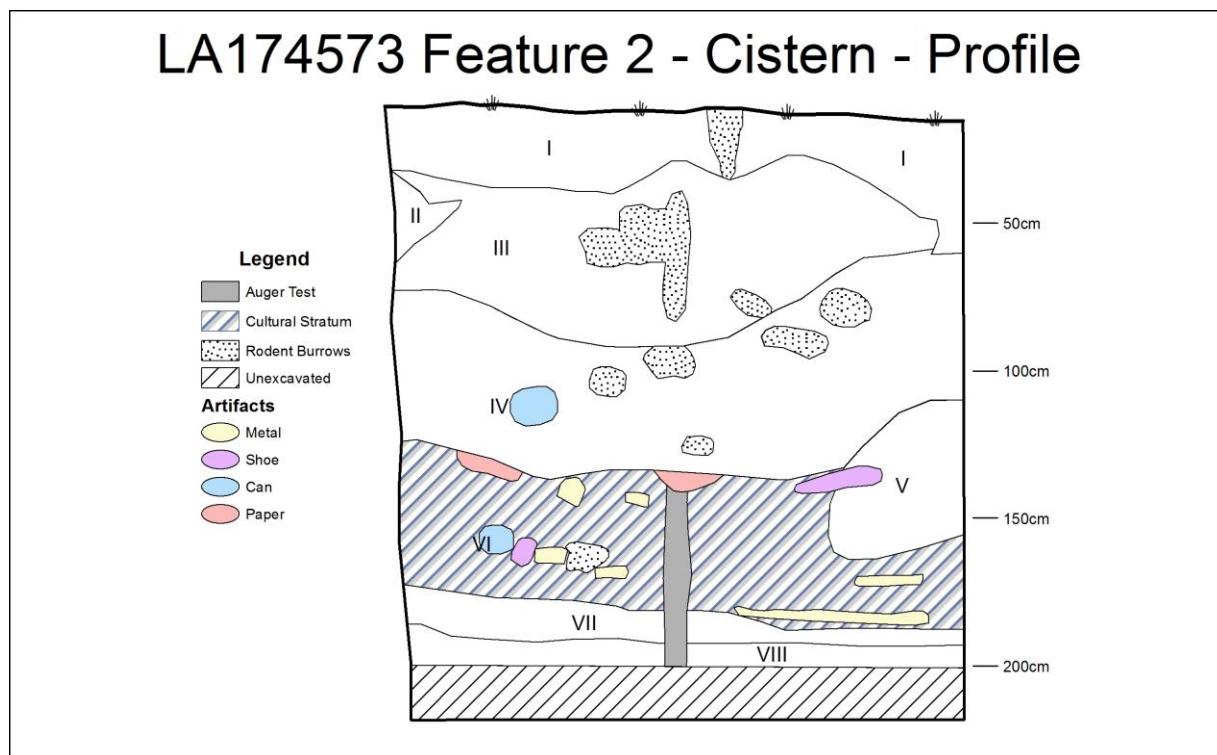 LA174573 Feature 2 - Cistern - Profile
I
I
II
III
50cm
Legend
Auger Test
Cultural Stratum
Rodent Burrows
Unexcavated
Artifacts
Metal
Shoe
Can
Paper
100cm
IV
V
150cm
VI
VII
VIII
200cm